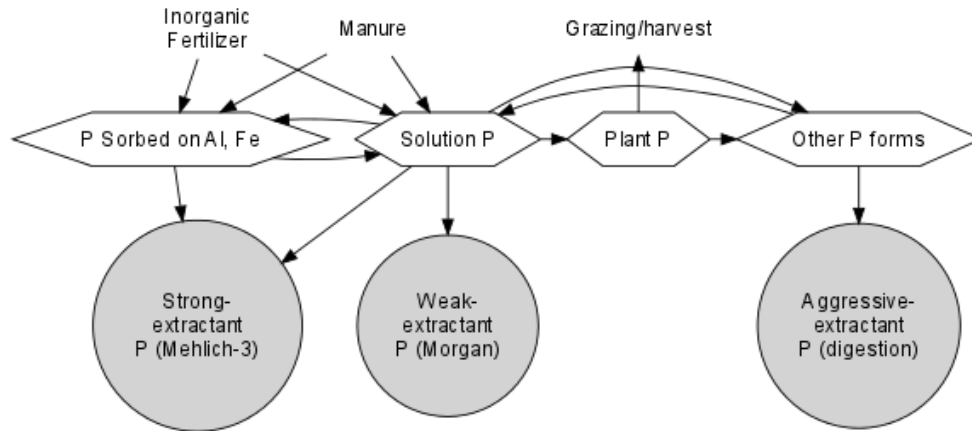 Inorganic
Fertilizer
Manure
Grazing/harvest
P Sorbed on Al, Fe
Solution P
Plant P
Other P forms
Strong-
extractant
P (Mehlich-3)
Weak-
extractant
P (Morgan)
Aggressive-
extractant
P (digestion)